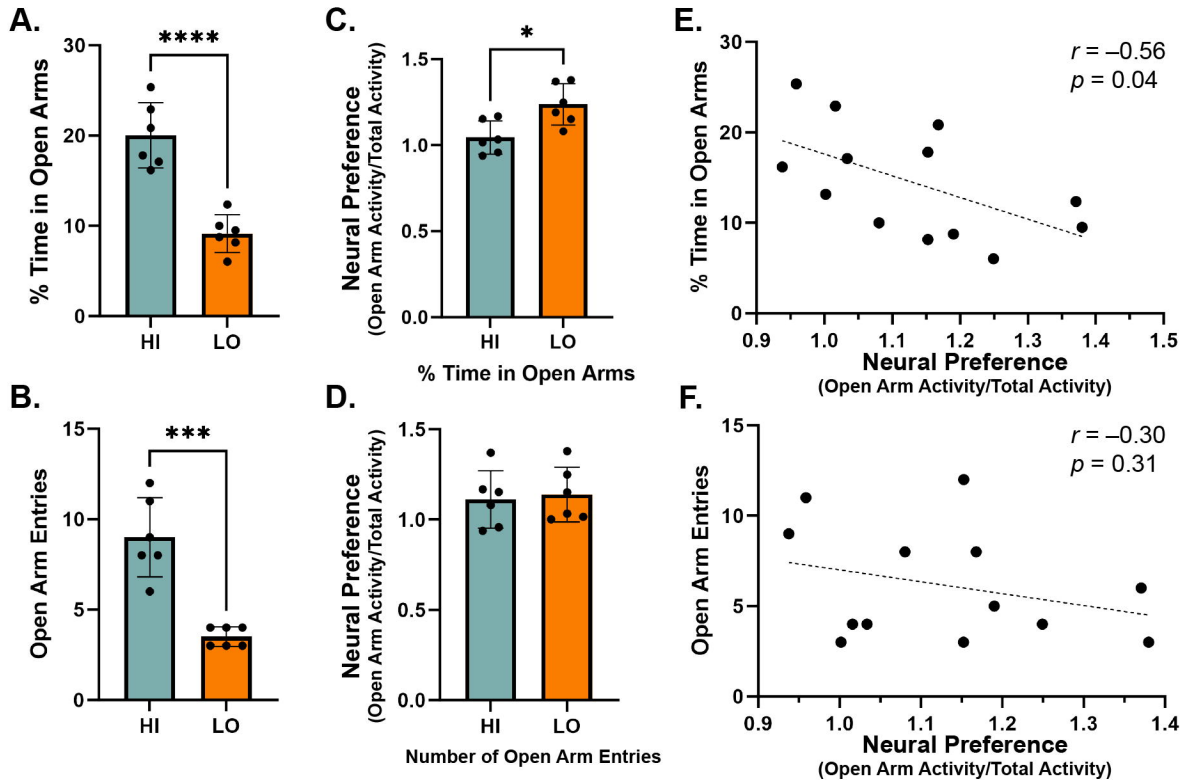 A.
****
% Time in Open Arms
30
20
10
0
HI
LO
B.
***
Open Arm Entries
15
10
5
0
HI
LO
C.
*
Neural Preference
(Open Arm Activity/Total Activity)
1.5
1.0
0.5
0.0
HI
LO
% Time in Open Arms
D.
Neural Preference
(Open Arm Activity/Total Activity)
1.5
1.0
0.5
0.0
HI
LO
Number of Open Arm Entries
E.
r = –0.56
p = 0.04
% Time in Open Arms
30
20
10
0
0.9
1.0
1.1
1.2
1.3
1.4
1.5
Neural Preference
(Open Arm Activity/Total Activity)
F.
r = –0.30
p = 0.31
Open Arm Entries
15
10
5
0
0.9
1.0
1.1
1.2
1.3
1.4
Neural Preference
(Open Arm Activity/Total Activity)